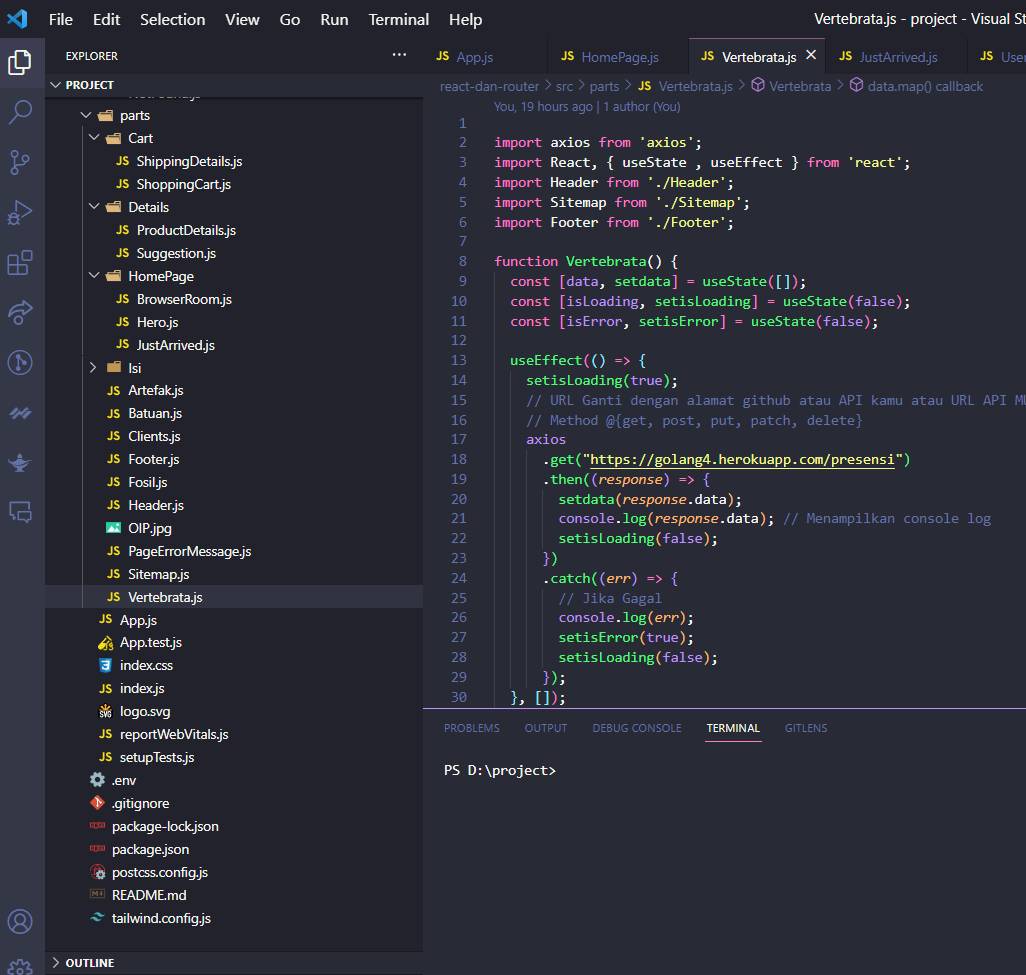 File Edit Selection View Go Run Terminal Help
Vertebrata.js - project - Visual
EXPLORER
PROJECT
parts
Cart
JS ShippingDetails.js
JS ShoppingCart.js
Details
JS ProductDetails.js
JS Suggestion.js
HomePage
JS BrowserRoom.js
JS Hero.js
JS JustArrived.js
Isi
JS Artefak.js
JS Batuan.js
JS Clients.js
JS Footer.js
JS Fosil.js
JS Header.js
OIP.jpg
JS PageErrorMessage.js
JS Sitemap.js
JS Vertebrata.js
JS App.js
App.test.js
index.css
JS index.js
logo.svg
JS reportWebVitals.js
JS setupTests.js
.env
.gitignore
package-lock.json
package.json
postcss.config.js
README.md
tailwind.config.js
OUTLINE
JS App.js JS HomePage.js JS Vertebrata.js JS JustArrived.js JS
react-dan-router > src > parts > JS Vertebrata.js > Vertebrata > data.map() callback
You, 19 hours ago | 1 author (You)
1
2 import axios from 'axios';
3 import React, { useState , useEffect } from 'react';
4 import Header from './Header';
5 import Sitemap from './Sitemap';
6 import Footer from './Footer';
7
8 function Vertebrata() {
9 const [data, setdata] = useState([]);
10 const [isLoading, setisLoading] = useState(false);
11 const [isError, setisError] = useState(false);
12
13 useEffect(() => {
14 setisLoading(true);
15 // URL Ganti dengan alamat github atau API kamu atau URL API
16 // Method @{get, post, put, patch, delete}
17 axios
18 .get("https://golang4.herokuapp.com/presensi")
19 .then((response) => {
20 setdata(response.data);
21 console.log(response.data); // Menampilkan console log
22 setisLoading(false);
23 })
24 .catch((err) => {
25 // Jika Gagal
26 console.log(err);
27 setisError(true);
28 setisLoading(false);
29 });
30 }, []);
PROBLEMS OUTPUT DEBUG CONSOLE TERMINAL GITLENS
PS D:\project>